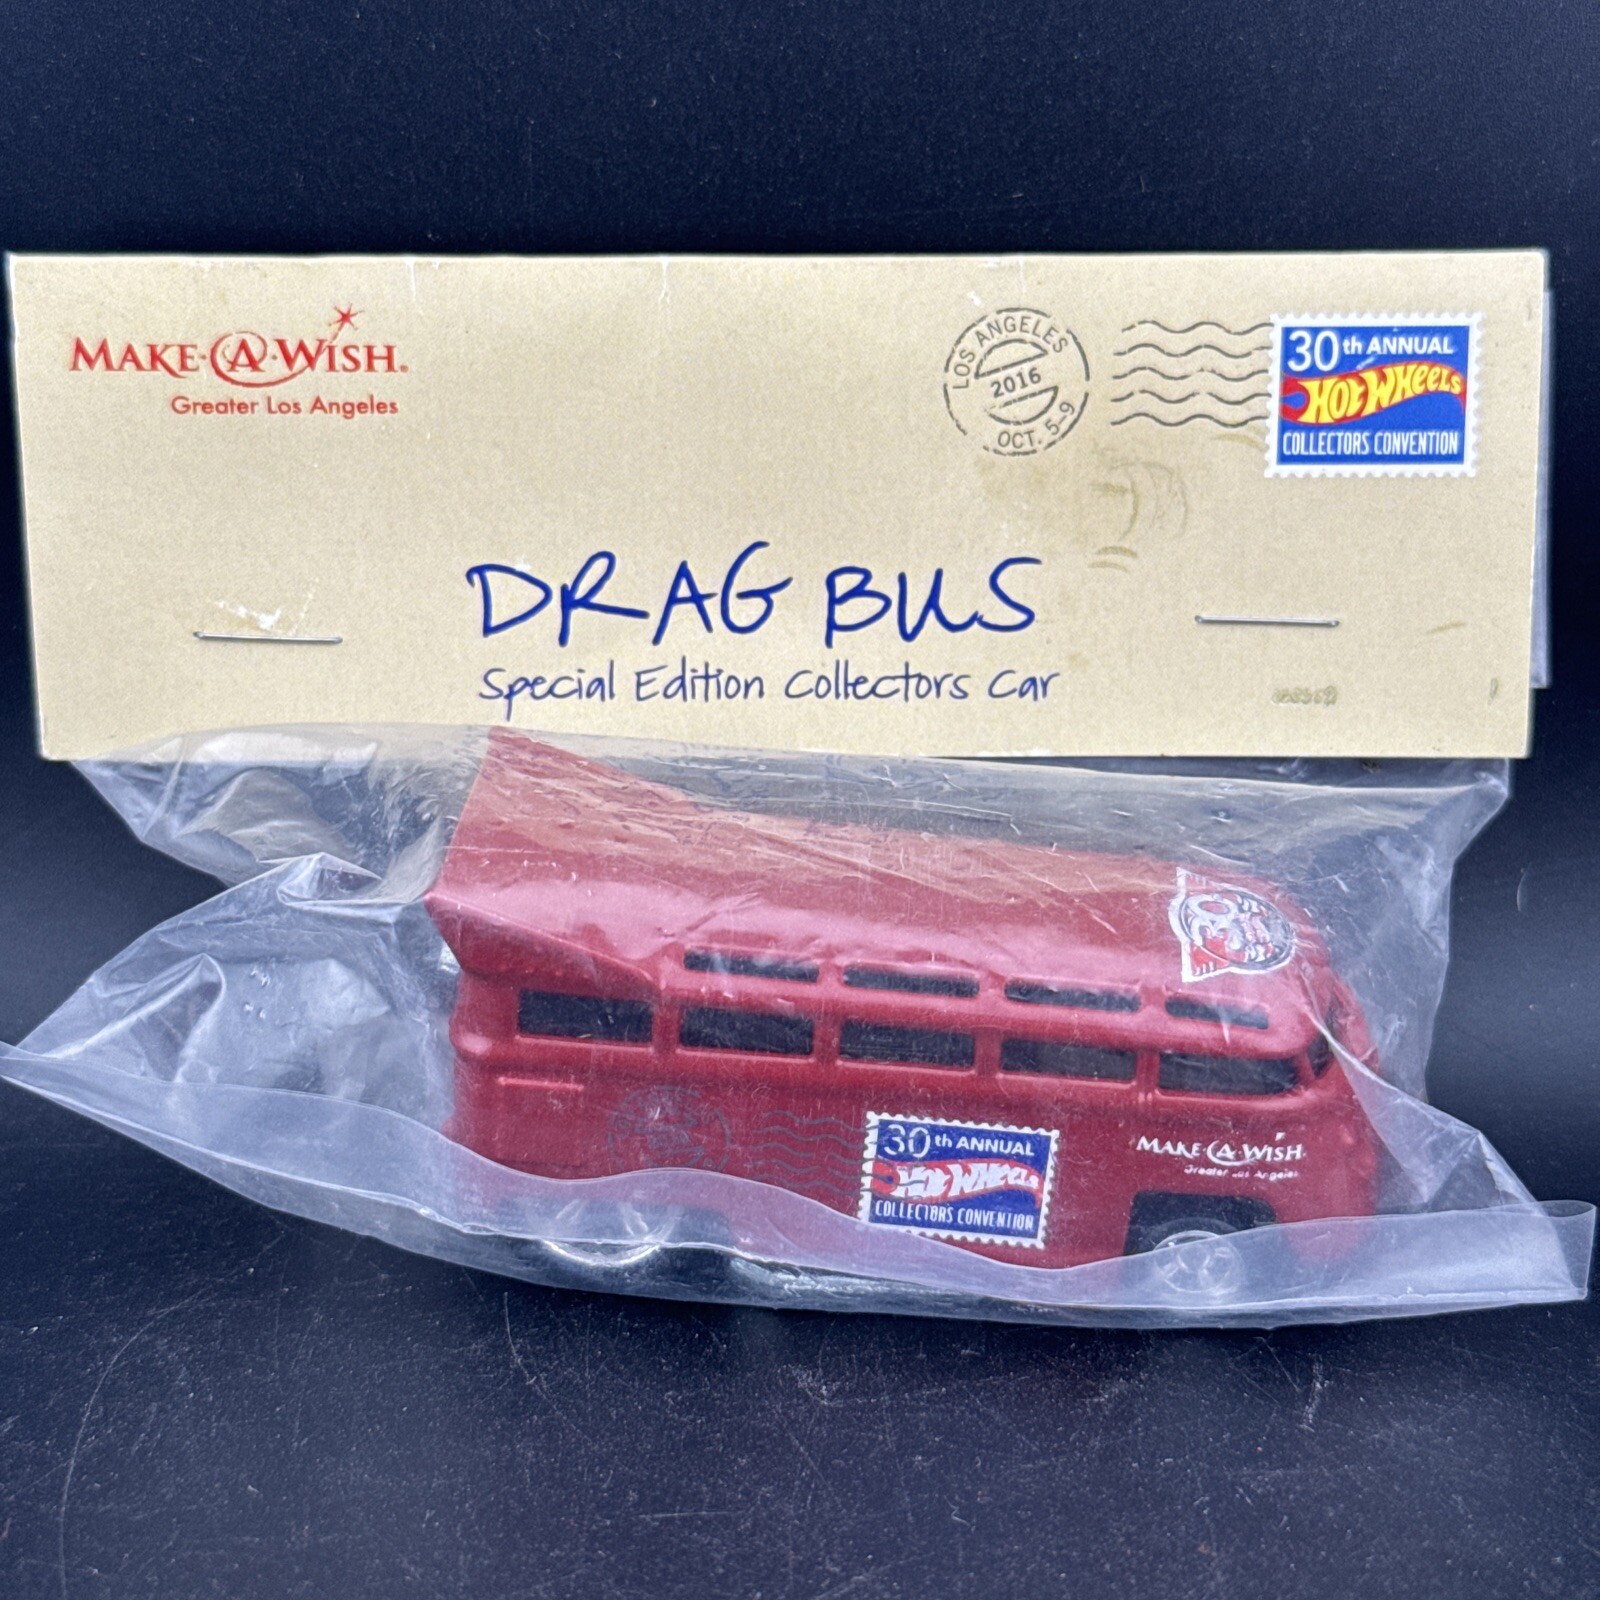 MAKE·A·WISH®
Greater Los Angeles
LOS ANGELES
2016
OCT. 5-9
30th ANNUAL
HOT WHEELS
COLLECTORS CONVENTION
DRAG BUS
Special Edition Collectors Car
30
30th ANNUAL
HOT WHEELS
COLLECTORS CONVENTION
MAKE·A·WISH®
Greater Los Angeles